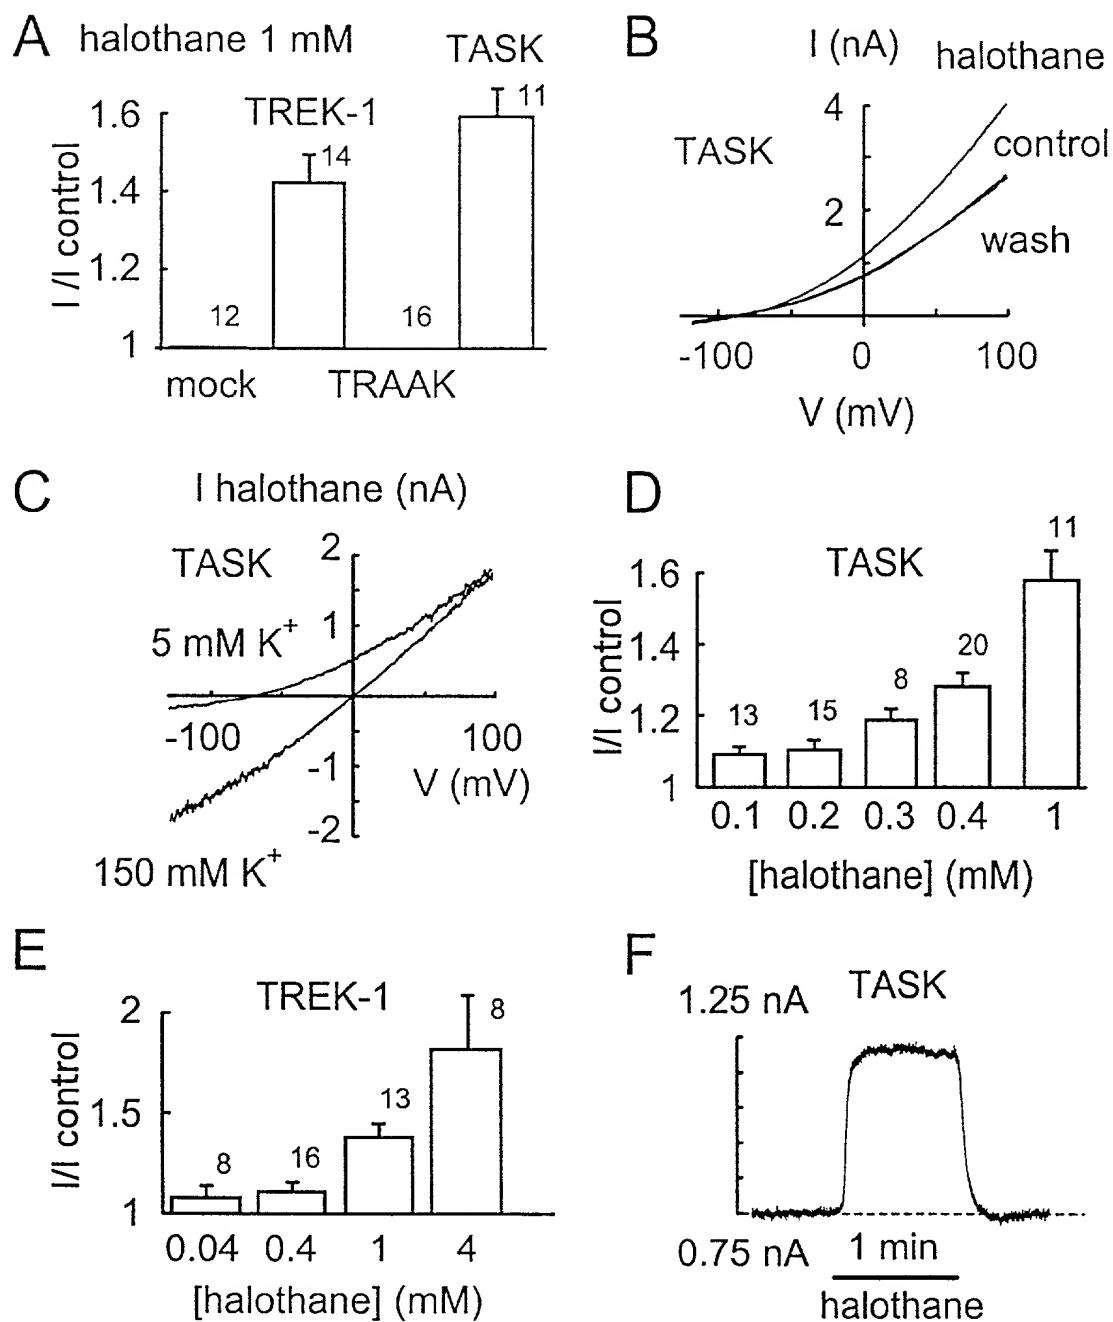 A halothane 1 mM
TASK
11
TREK-1
14
1.6
1.4
1.2
1
I /I control
12
16
mock
TRAAK
B
I (nA)
halothane
4
control
TASK
2
wash
-100
0
100
V (mV)
C
I halothane (nA)
TASK
2
5 mM K+
1
-100
100
-1
V (mV)
-2
150 mM K+
D
TASK
11
1.6
1.4
1.2
1
I/I control
13
15
8
20
0.1 0.2 0.3 0.4 1
[halothane] (mM)
E
TREK-1
2
1.5
1
I/I control
8
16
13
8
0.04 0.4 1 4
[halothane] (mM)
F
TASK
1.25 nA
0.75 nA
1 min
halothane